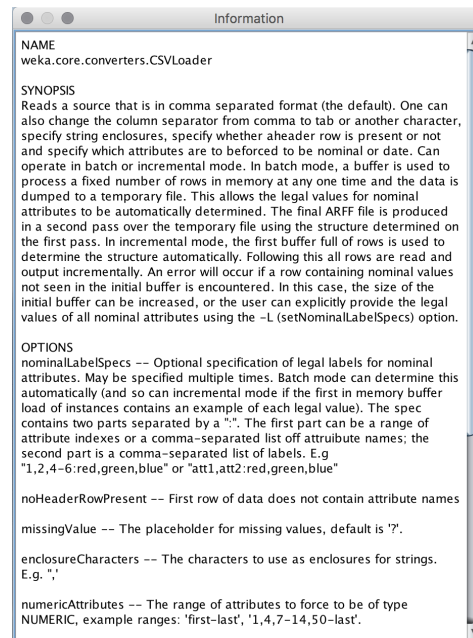 Information
NAME
weka.core.converters.CSVLoader
SYNOPSIS
Reads a source that is in comma separated format (the default). One can
also change the column separator from comma to tab or another character,
specify string enclosures, specify whether aheader row is present or not
and specify which attributes are to beforced to be nominal or date. Can
operate in batch or incremental mode. In batch mode, a buffer is used to
process a fixed number of rows in memory at any one time and the data is
dumped to a temporary file. This allows the legal values for nominal
attributes to be automatically determined. The final ARFF file is produced
in a second pass over the temporary file using the structure determined on
the first pass. In incremental mode, the first buffer full of rows is used to
determine the structure automatically. Following this all rows are read and
output incrementally. An error will occur if a row containing nominal values
not seen in the initial buffer is encountered. In this case, the size of the
initial buffer can be increased, or the user can explicitly provide the legal
values of all nominal attributes using the -L (setNominalLabelSpecs) option.
OPTIONS
nominalLabelSpecs -- Optional specification of legal labels for nominal
attributes. May be specified multiple times. Batch mode can determine this
automatically (and so can incremental mode if the first in memory buffer
load of instances contains an example of each legal value). The spec
contains two parts separated by a ":". The first part can be a range of
attribute indexes or a comma-separated list off attruibute names; the
second part is a comma-separated list of labels. E.g
"1,2,4-6:red,green,blue" or "att1,att2:red,green,blue"
noHeaderRowPresent -- First row of data does not contain attribute names
missingValue -- The placeholder for missing values, default is '?'.
enclosureCharacters -- The characters to use as enclosures for strings.
E.g. ",'
numericAttributes -- The range of attributes to force to be of type
NUMERIC, example ranges: 'first-last', '1,4,7-14,50-last'.